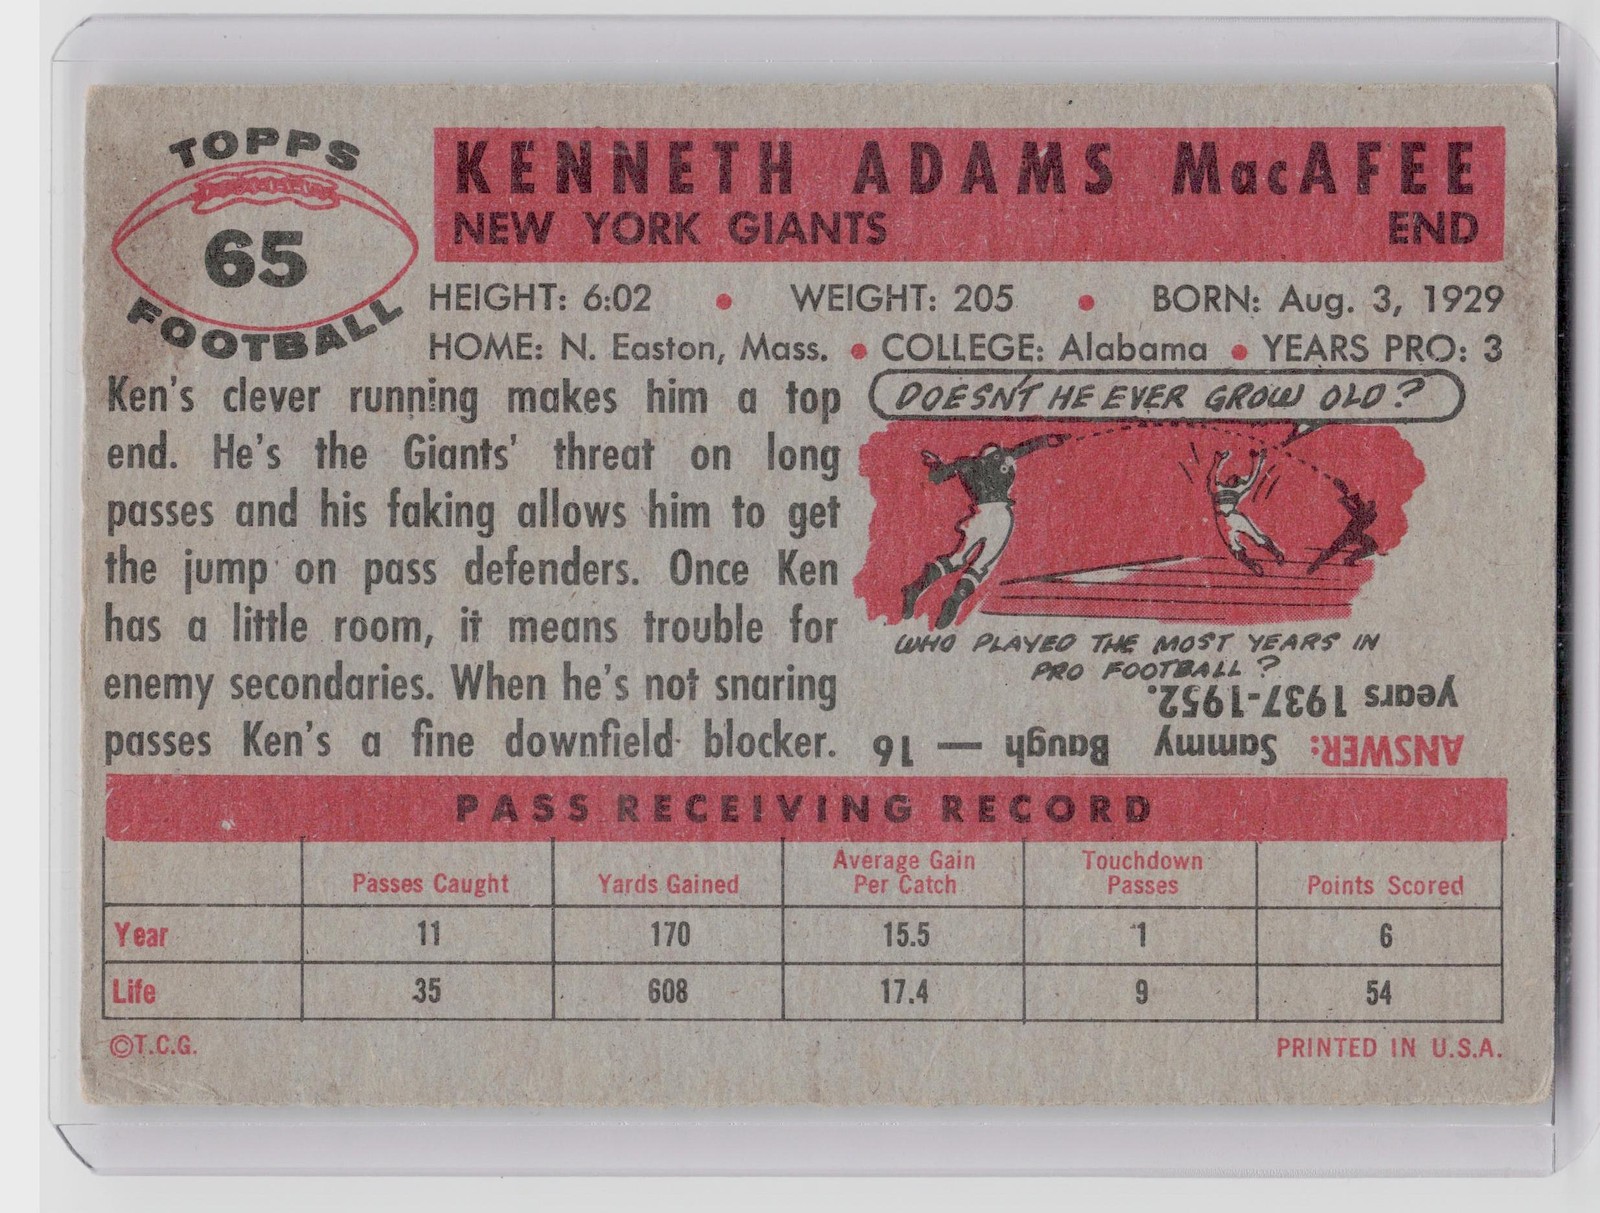 TOPPS
65
FOOTBALL
KENNETH ADAMS MacAFEE
NEW YORK GIANTS END
HEIGHT: 6:02 • WEIGHT: 205 • BORN: Aug. 3, 1929
HOME: N. Easton, Mass. • COLLEGE: Alabama • YEARS PRO: 3
Ken's clever running makes him a top
end. He's the Giants' threat on long
passes and his faking allows him to get
the jump on pass defenders. Once Ken
has a little room, it means trouble for
enemy secondaries. When he's not snaring
passes Ken's a fine downfield blocker.
DOESN'T HE EVER GROW OLD?
WHO PLAYED THE MOST YEARS IN
PRO FOOTBALL?
ANSWER: Sammy Baugh — 16
years 1937-1952.
PASS RECEIVING RECORD
Passes Caught Yards Gained Average Gain Per Catch Touchdown Passes Points Scored
Year 11 170 15.5 1 6
Life 35 608 17.4 9 54
©T.C.G. PRINTED IN U.S.A.